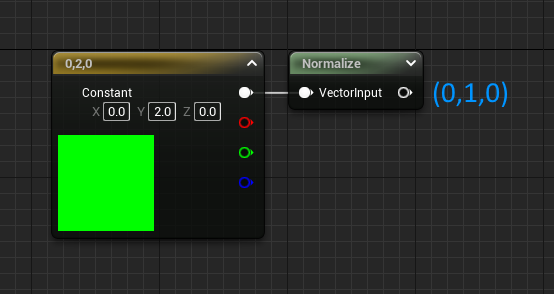 0,2,0
Constant
X 0.0 Y 2.0 Z 0.0
Normalize
VectorInput
(0,1,0)